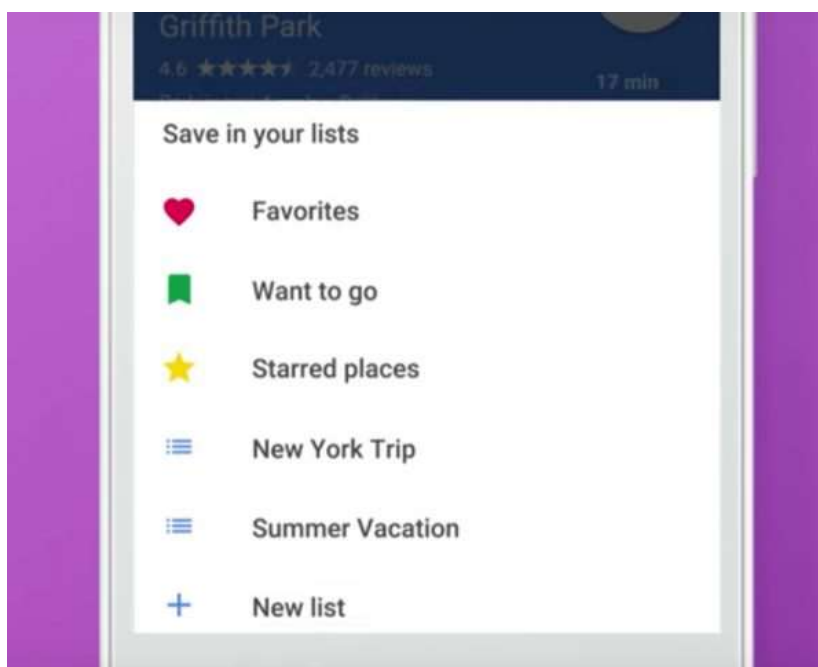 Griffith Park
4.6 2,477 reviews
17 min
Save in your lists
Favorites
Want to go
Starred places
New York Trip
Summer Vacation
New list